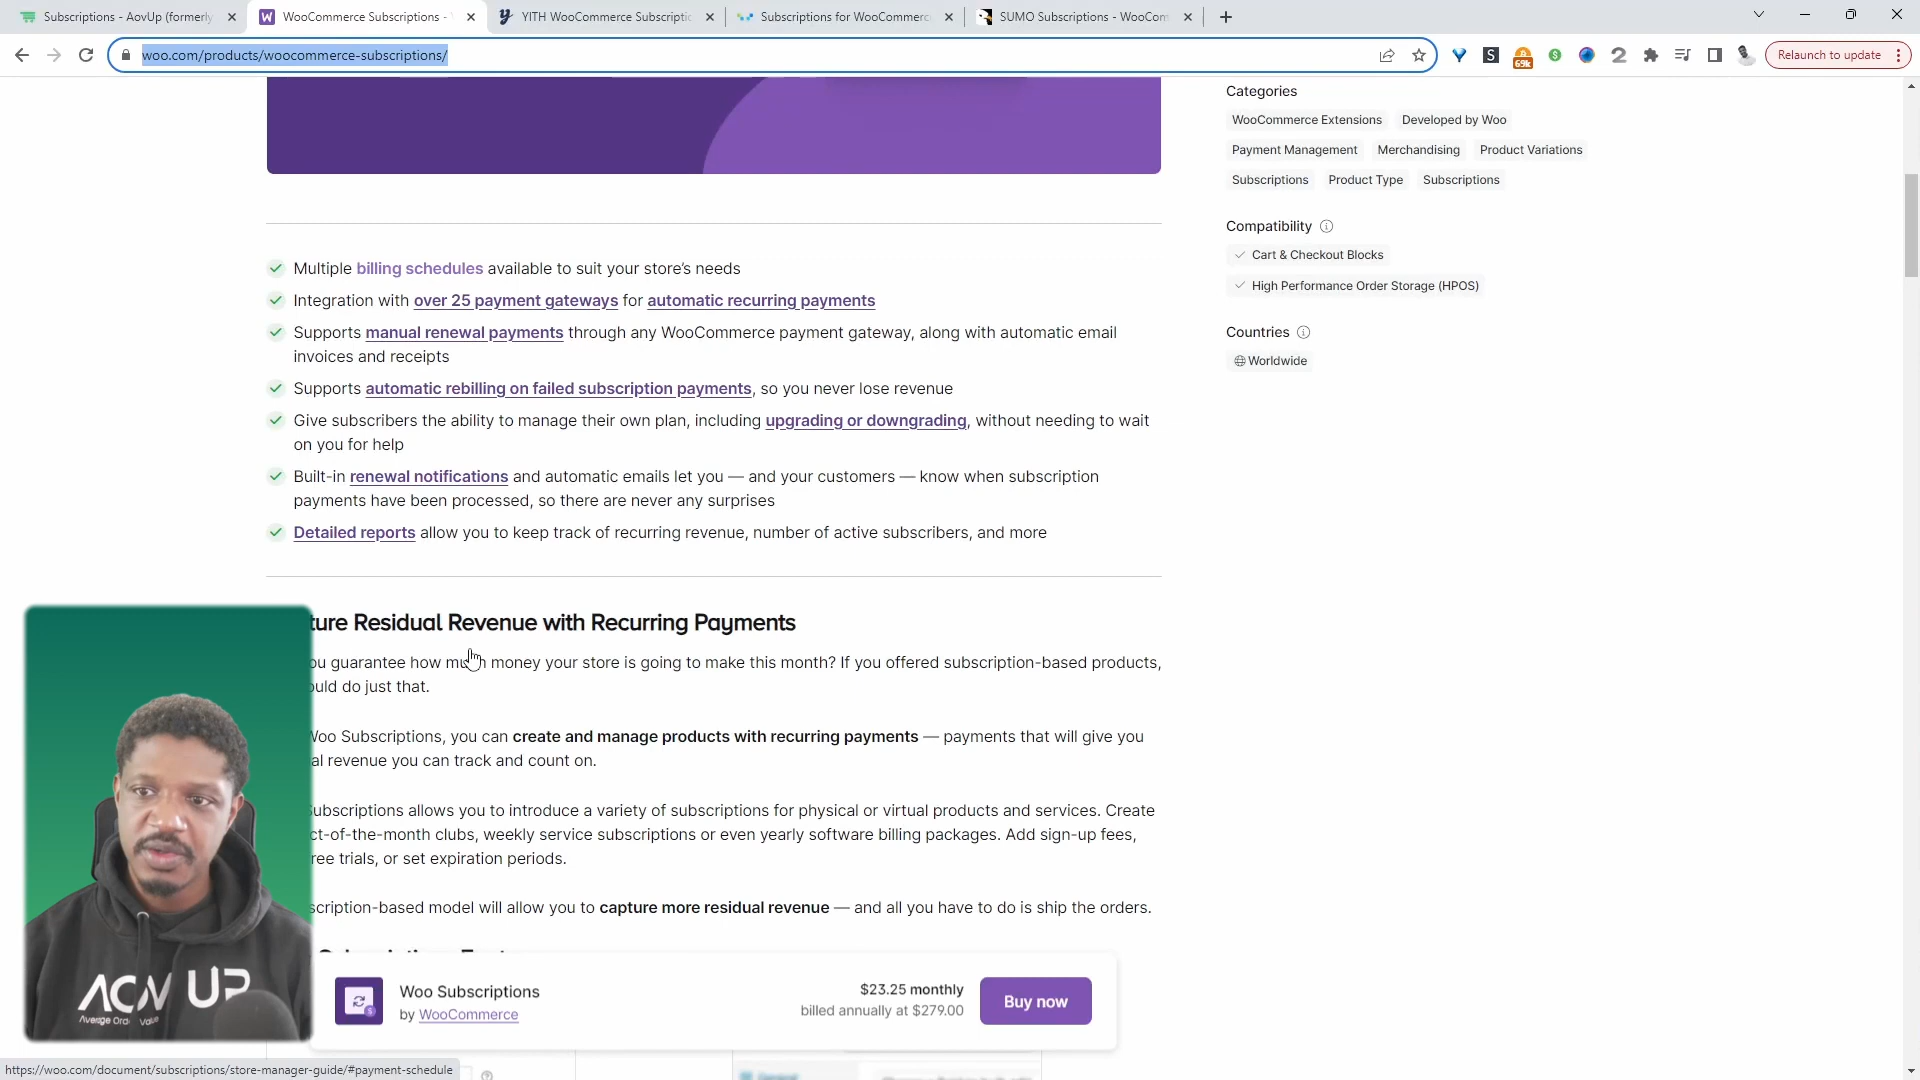 Subscriptions - AovUp (formerly
WooCommerce Subscriptions -
YITH WooCommerce Subscripti
Subscriptions for WooCommerc
SUMO Subscriptions - WooCom
woo.com/products/woocommerce-subscriptions/
69k
Relaunch to update
Categories
WooCommerce Extensions
Developed by Woo
Payment Management
Merchandising
Product Variations
Subscriptions
Product Type
Subscriptions
Compatibility
Cart & Checkout Blocks
High Performance Order Storage (HPOS)
Countries
Worldwide
Multiple billing schedules available to suit your store's needs
Integration with over 25 payment gateways for automatic recurring payments
Supports manual renewal payments through any WooCommerce payment gateway, along with automatic email
invoices and receipts
Supports automatic rebilling on failed subscription payments, so you never lose revenue
Give subscribers the ability to manage their own plan, including upgrading or downgrading, without needing to wait
on you for help
Built-in renewal notifications and automatic emails let you — and your customers — know when subscription
payments have been processed, so there are never any surprises
Detailed reports allow you to keep track of recurring revenue, number of active subscribers, and more
ture Residual Revenue with Recurring Payments
ou guarantee how much money your store is going to make this month? If you offered subscription-based products,
ould do just that.
Woo Subscriptions, you can create and manage products with recurring payments — payments that will give you
al revenue you can track and count on.
ubscriptions allows you to introduce a variety of subscriptions for physical or virtual products and services. Create
ct-of-the-month clubs, weekly service subscriptions or even yearly software billing packages. Add sign-up fees,
ree trials, or set expiration periods.
scription-based model will allow you to capture more residual revenue — and all you have to do is ship the orders.
Woo Subscriptions
by WooCommerce
$23.25 monthly
billed annually at $279.00
Buy now
AOV UP
Average Orde Value
https://woo.com/document/subscriptions/store-manager-guide/#payment-schedule